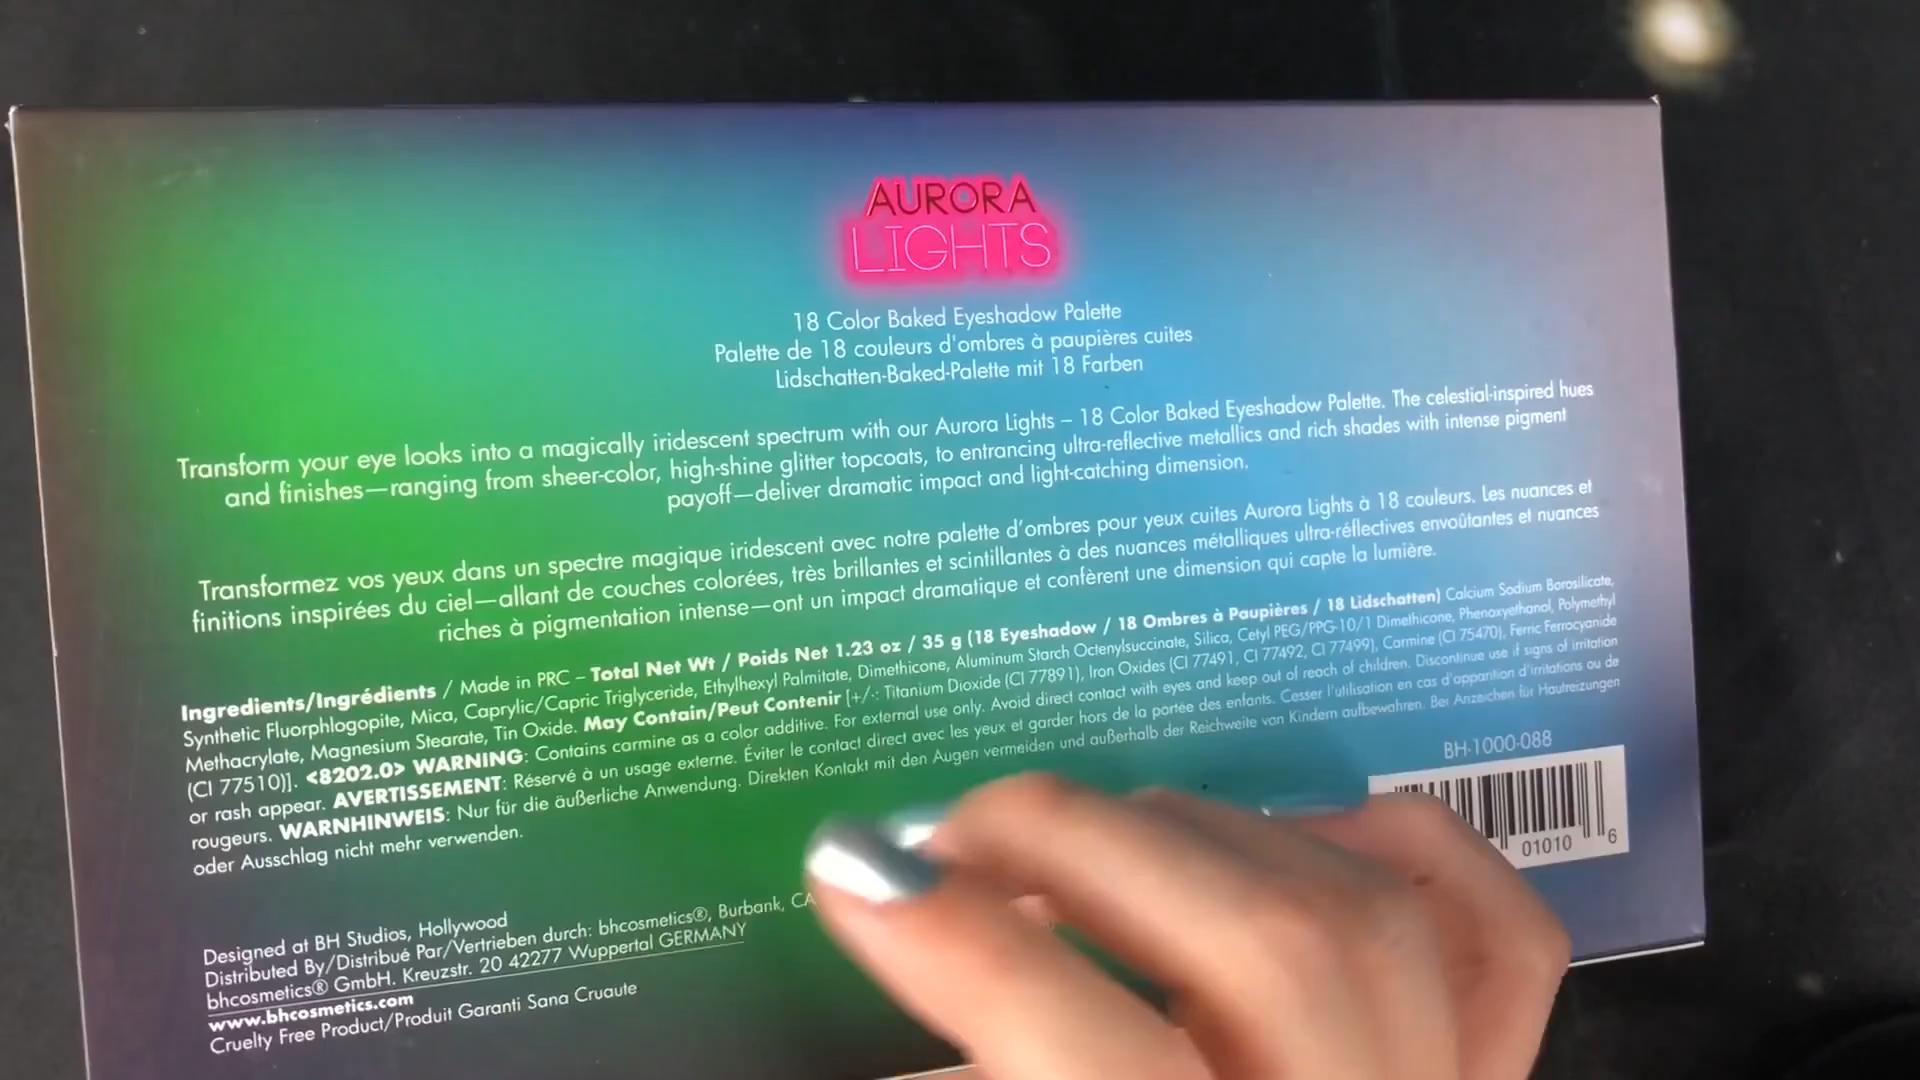 AURORA
LIGHTS
18 Color Baked Eyeshadow Palette
Palette de 18 couleurs d'ombres à paupières cuites
Lidschatten-Baked-Palette mit 18 Farben
Transform your eye looks into a magically iridescent spectrum with our Aurora Lights – 18 Color Baked Eyeshadow Palette. The celestial-inspired hues
and finishes—ranging from sheer-color, high-shine glitter topcoats, to entrancing ultra-reflective metallics and rich shades with intense pigment
payoff—deliver dramatic impact and light-catching dimension.
Transformez vos yeux dans un spectre magique iridescent avec notre palette d'ombres pour yeux cuites Aurora Lights à 18 couleurs. Les nuances et
finitions inspirées du ciel—allant de couches colorées, très brillantes et scintillantes à des nuances métalliques ultra-réflectives envoûtantes et nuances
riches à pigmentation intense—ont un impact dramatique et confèrent une dimension qui capte la lumière.
Ingredients/Ingrédients / Made in PRC – Total Net Wt / Poids Net 1.23 oz / 35 g (18 Eyeshadow / 18 Ombres à Paupières / 18 Lidschatten) Calcium Sodium Borosilicate,
Synthetic Fluorphlogopite, Mica, Caprylic/Capric Triglyceride, Ethylhexyl Palmitate, Dimethicone, Aluminum Starch Octenylsuccinate, Silica, Cetyl PEG/PPG-10/1 Dimethicone, Phenoxyethanol, Polymethyl
Methacrylate, Magnesium Stearate, Tin Oxide. May Contain/Peut Contenir [+/-: Titanium Dioxide (CI 77891), Iron Oxides (CI 77491, CI 77492, CI 77499), Carmine (CI 75470), Ferric Ferrocyanide
(CI 77510)]. <8202.0> WARNING: Contains carmine as a color additive. For external use only. Avoid direct contact with eyes and keep out of reach of children. Discontinue use if signs of irritation
or rash appear. AVERTISSEMENT: Réservé à un usage externe. Éviter le contact direct avec les yeux et garder hors de la portée des enfants. Cesser l'utilisation en cas d'apparition d'irritations ou de
rougeurs. WARNHINWEIS: Nur für die äußerliche Anwendung. Direkten Kontakt mit den Augen vermeiden und außerhalb der Reichweite von Kindern aufbewahren. Bei Anzeichen für Hautreizungen
oder Ausschlag nicht mehr verwenden.
BH-1000-088
01010 6
Designed at BH Studios, Hollywood
Distributed By/Distribué Par/Vertrieben durch: bhcosmetics®, Burbank, CA
bhcosmetics® GmbH. Kreuzstr. 20 42277 Wuppertal GERMANY
www.bhcosmetics.com
Cruelty Free Product/Produit Garanti Sana Cruaute